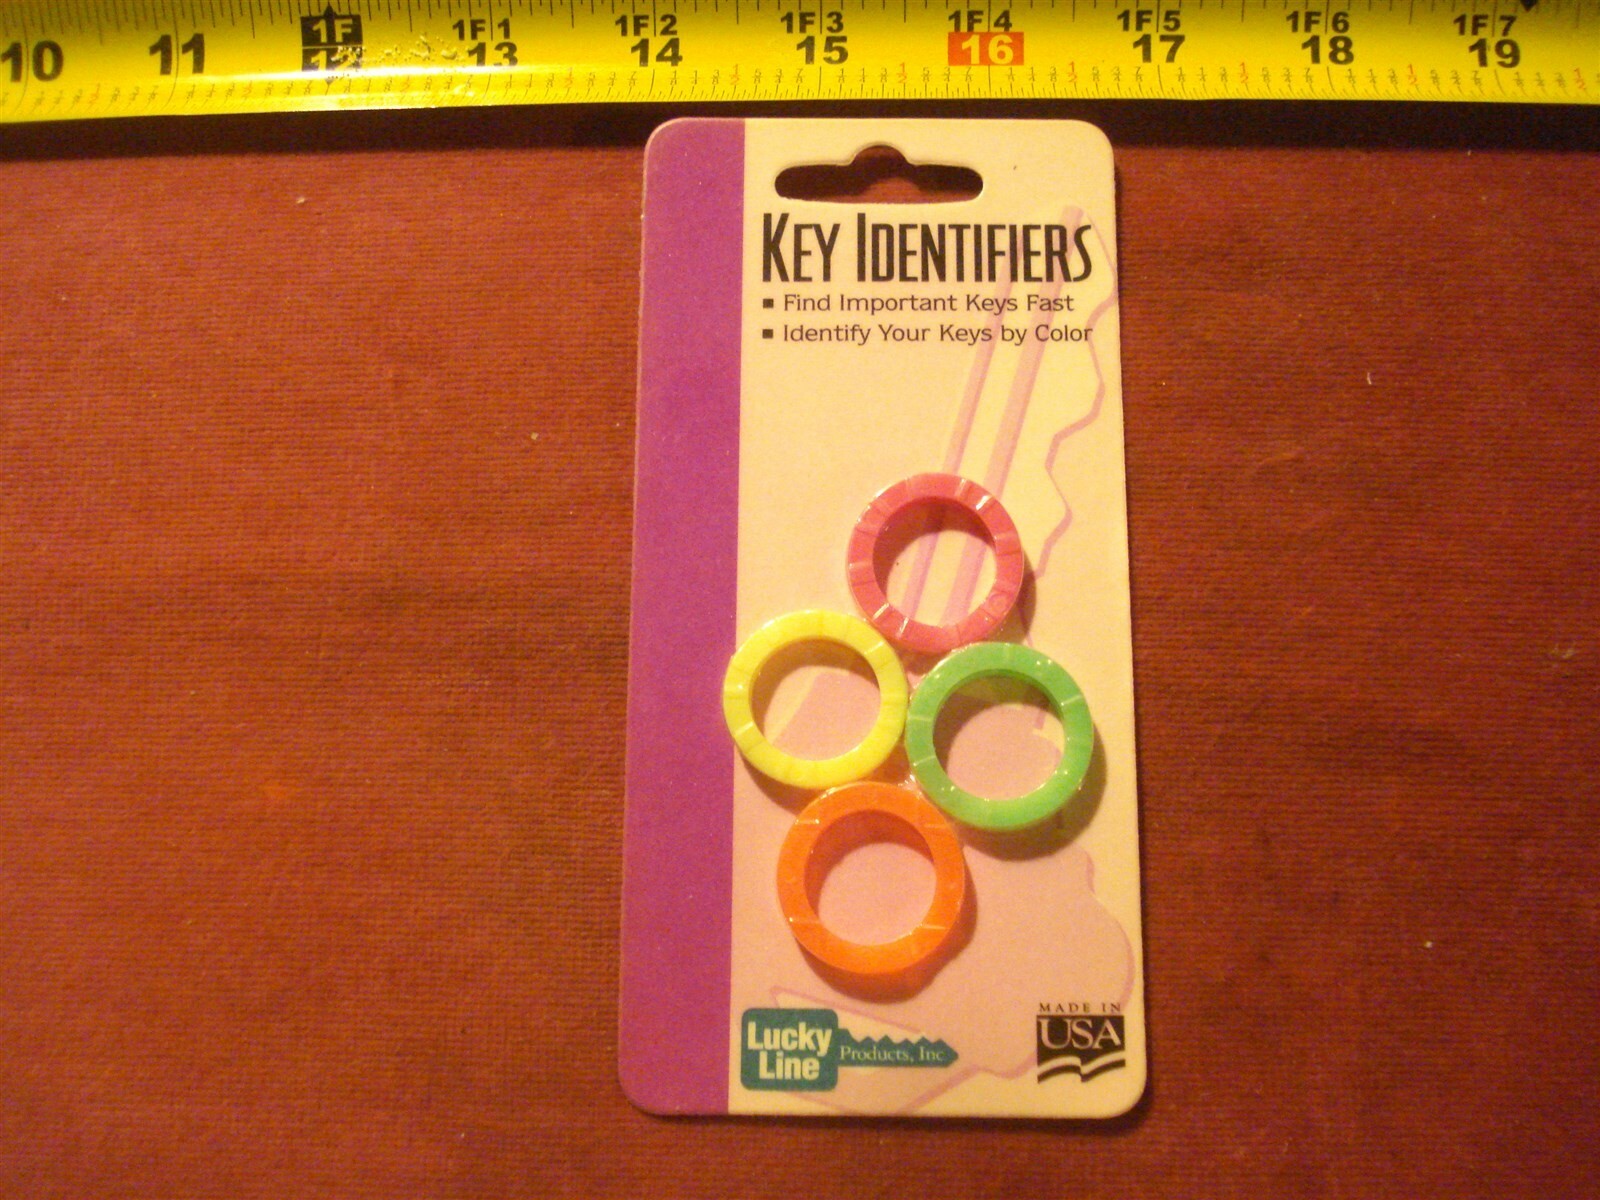 1F 1F1 1F2 1F3 1F4 1F5 1F6 1F7
10 11 12 13 14 15 16 17 18 19
KEY IDENTIFIERS
▪ Find Important Keys Fast
▪ Identify Your Keys by Color
Lucky
Line
Products, Inc
MADE IN
USA